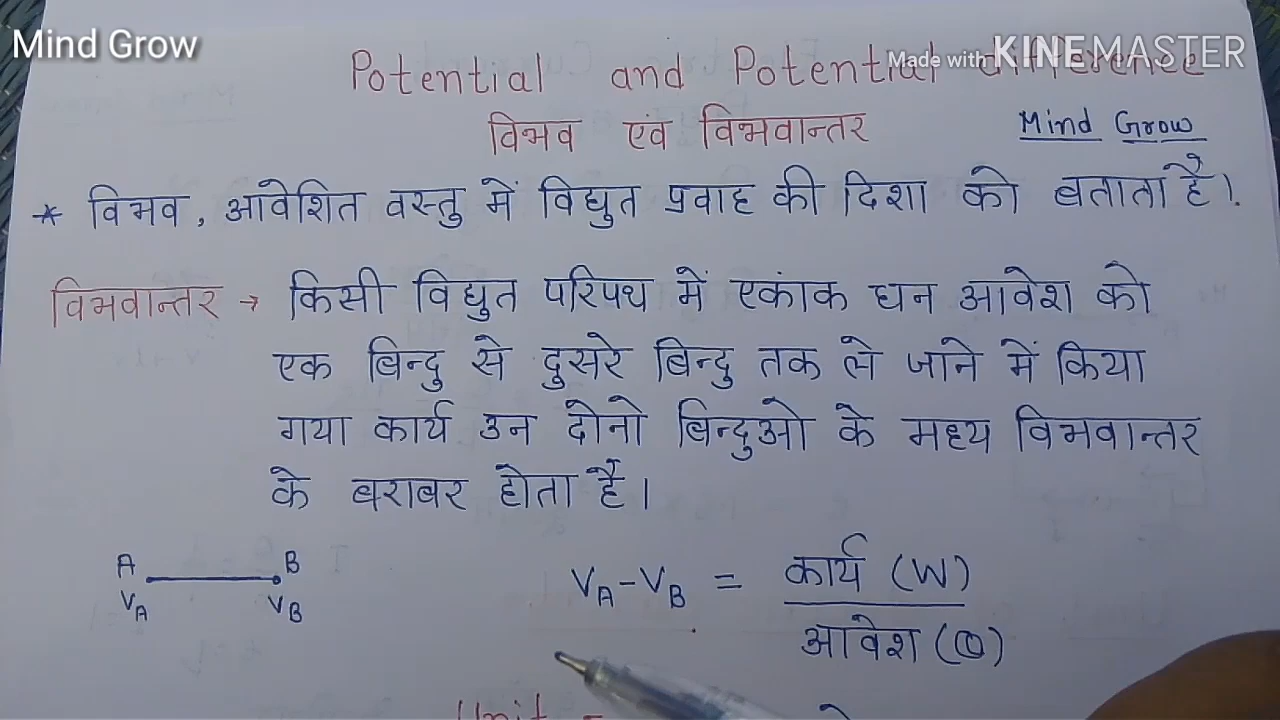 Mind Grow
Made with KINEMASTER
Potential and Potential difference
विभव एवं विभवान्तर
Mind Grow
* विभव, आवेशित वस्तु में विद्युत प्रवाह की दिशा को बताता है।
विभवान्तर → किसी विद्युत परिपथ में एकांक धन आवेश को
एक बिन्दु से दुसरे बिन्दु तक ले जाने में किया
गया कार्य उन दोनो बिन्दुओ के मध्य विभवान्तर
के बराबर होता है।
A B
VA VB
VA-VB = कार्य (W)
आवेश (Q)
Unit =